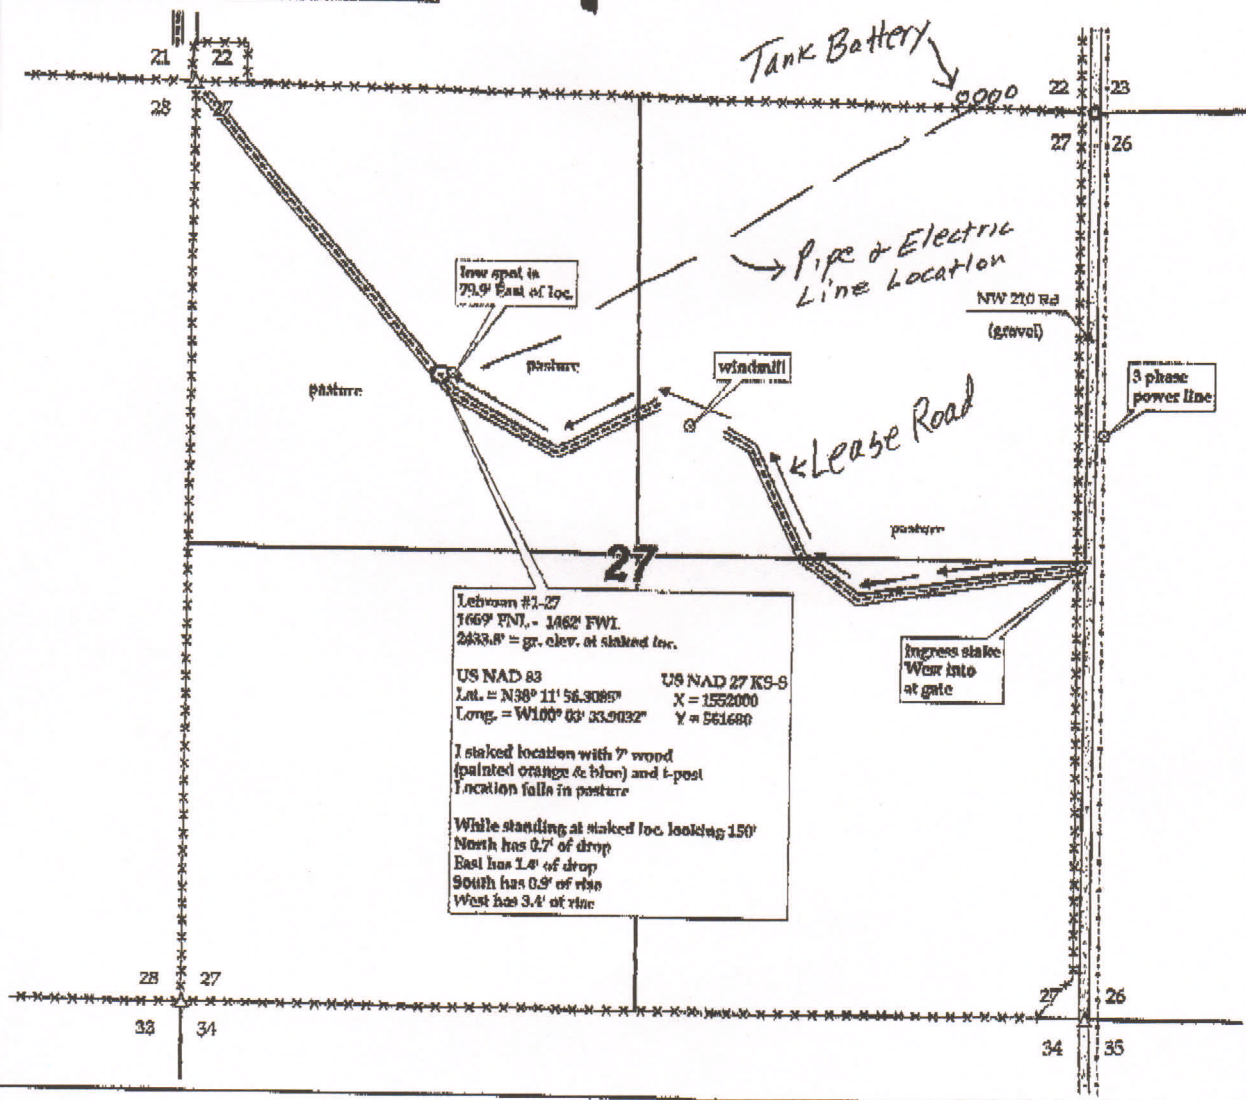 Tank Battery
21 22
28 27
22 23
27 26
Pipe & Electric
Line Location
low spot is
79.9' East of loc.
NW 210 Rd
(gravel)
pasture
pasture
windmill
3 phase
power line
Lease Road
pasture
27
Lehman #1-27
1669' FNL - 1462' FWL
2433.8' = gr. elev. at staked loc.
US NAD 83
Lat. = N38° 11' 56.3085"
Long. = W100° 03' 33.9032"
US NAD 27 KS-S
X = 1552000
Y = 561680
I staked location with 7' wood
(painted orange & blue) and t-post
Location falls in pasture
While standing at staked loc. looking 150'
North has 0.7' of drop
East has 1.4' of drop
South has 0.9' of rise
West has 3.4' of rise
Ingress stake
West into
at gate
28 27
33 34
27 26
34 35